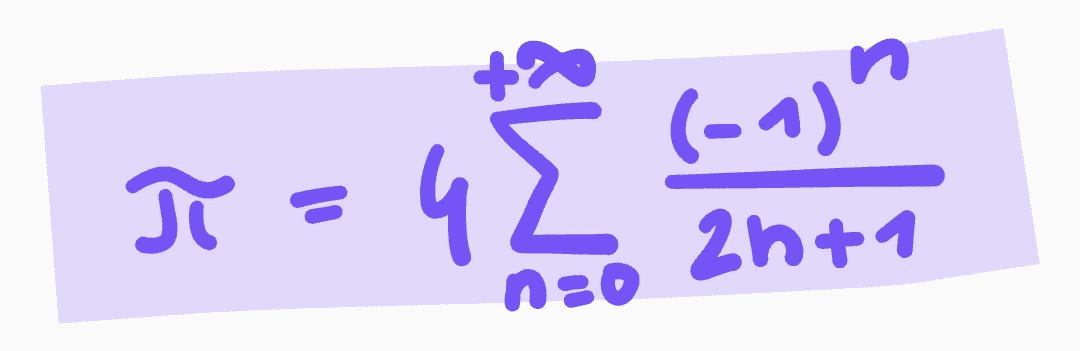 π = 4 +∞ ∑ n=0 (-1)^n / 2n+1